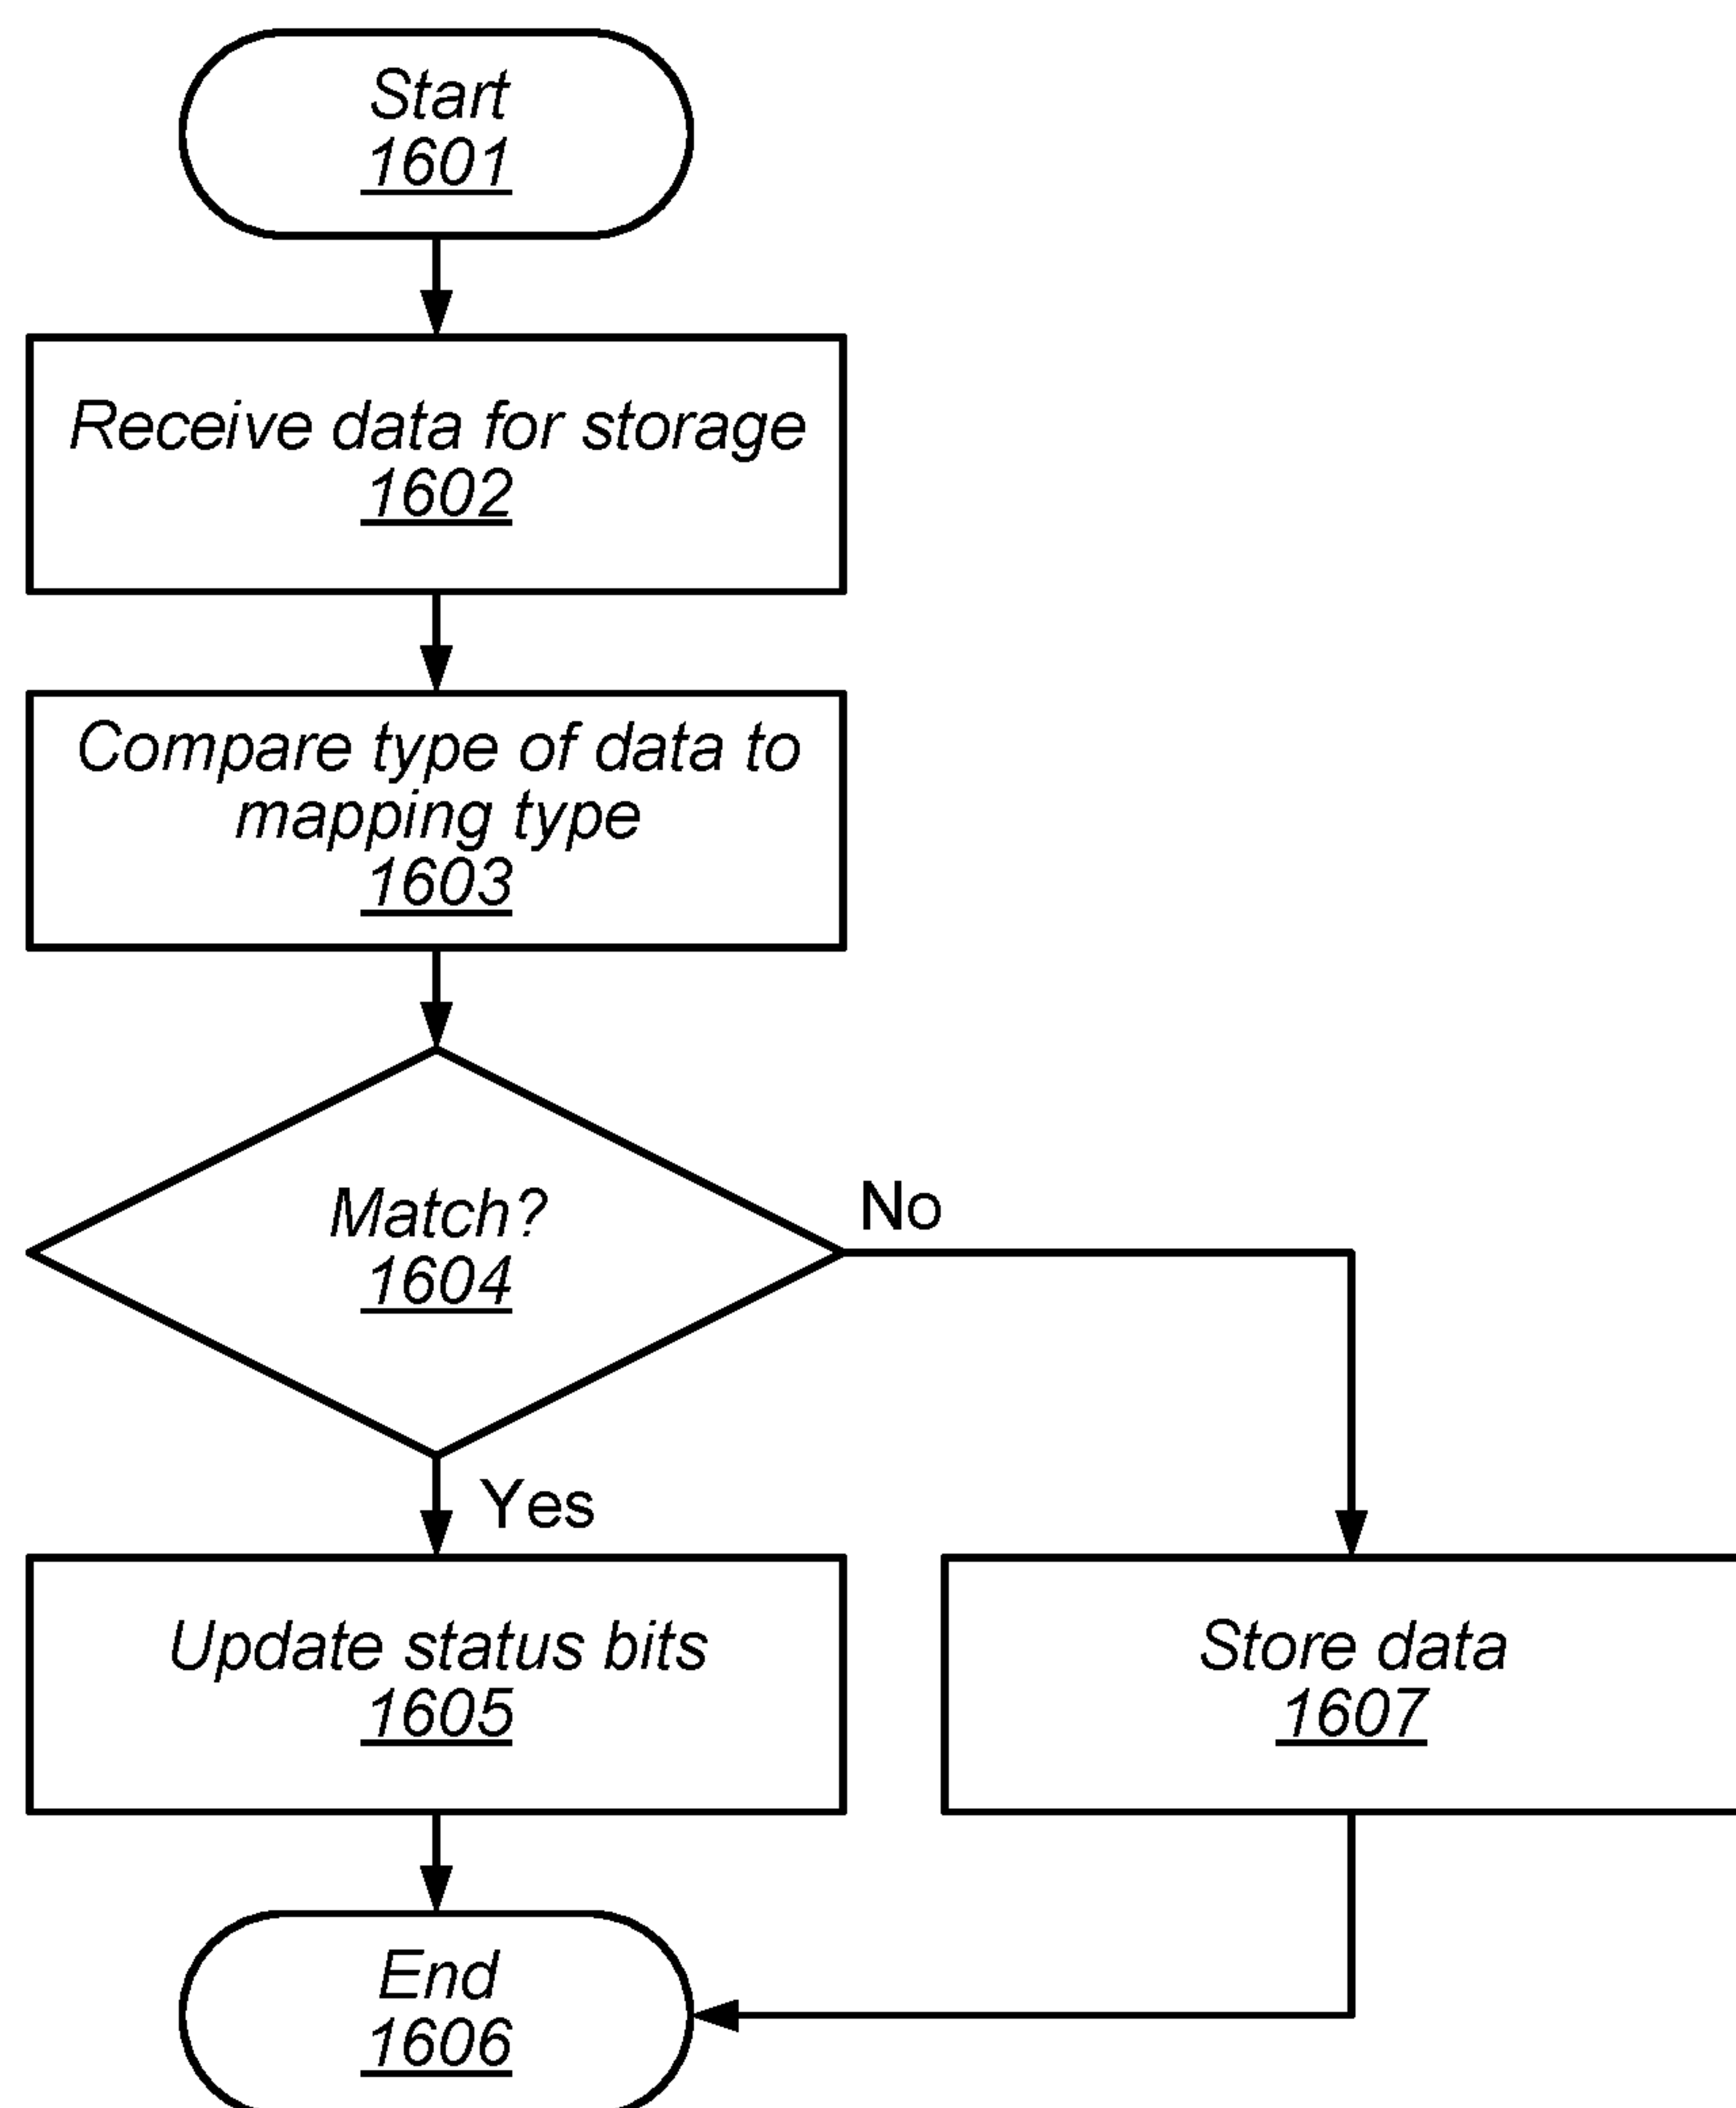 Start
1601
Receive data for storage
1602
Compare type of data to
mapping type
1603
Match?
1604
No
Yes
Update status bits
1605
Store data
1607
End
1606